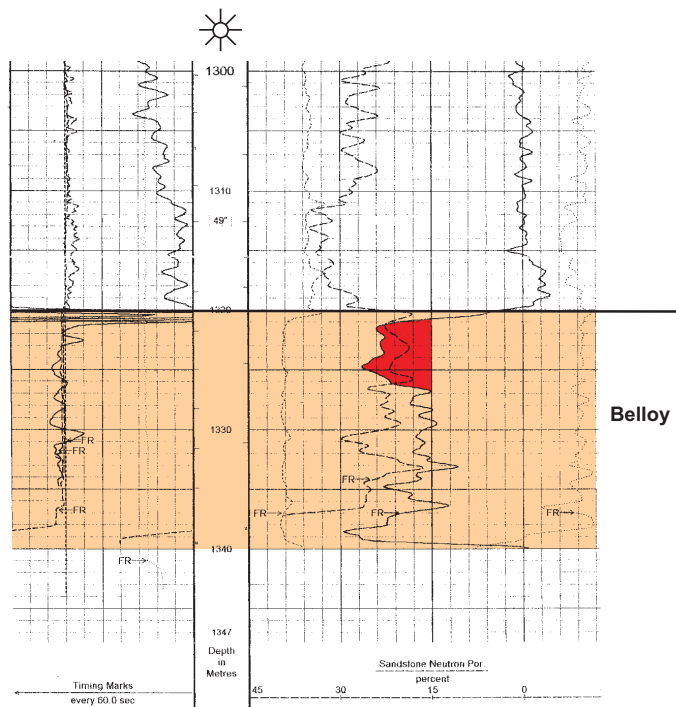 1300
1310
49"
1320
FR
FR
1330
Belloy
FR
FR
FR
FR
FR
1340
FR
1347
Depth
in
Metres
Sandstone Neutron Por
percent
Timing Marks
every 60.0 sec
45 30 15 0